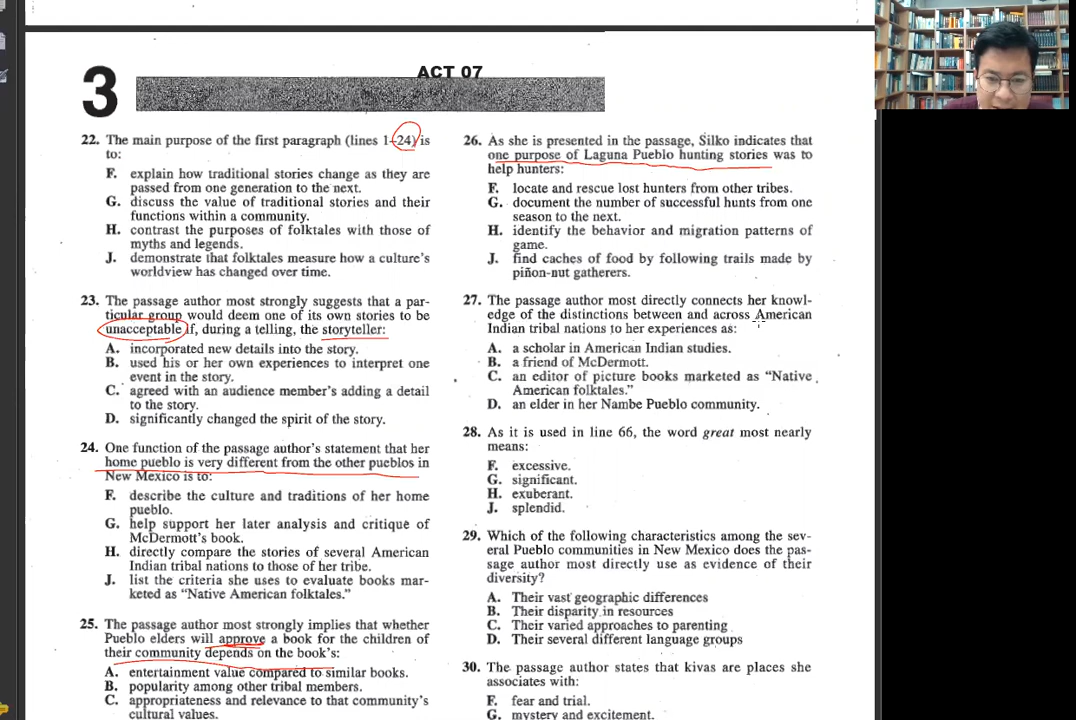 3
ACT 07
22. The main purpose of the first paragraph (lines 1–24) is
to:
F. explain how traditional stories change as they are
passed from one generation to the next.
G. discuss the value of traditional stories and their
functions within a community.
H. contrast the purposes of folktales with those of
myths and legends.
J. demonstrate that folktales measure how a culture's
worldview has changed over time.
23. The passage author most strongly suggests that a par-
ticular group would deem one of its own stories to be
unacceptable if, during a telling, the storyteller:
A. incorporated new details into the story.
B. used his or her own experiences to interpret one
event in the story.
C. agreed with an audience member's adding a detail
to the story.
D. significantly changed the spirit of the story.
24. One function of the passage author's statement that her
home pueblo is very different from the other pueblos in
New Mexico is to:
F. describe the culture and traditions of her home
pueblo.
G. help support her later analysis and critique of
McDermott's book.
H. directly compare the stories of several American
Indian tribal nations to those of her tribe.
J. list the criteria she uses to evaluate books mar-
keted as "Native American folktales."
25. The passage author most strongly implies that whether
Pueblo elders will approve a book for the children of
their community depends on the book's:
A. entertainment value compared to similar books.
B. popularity among other tribal members.
C. appropriateness and relevance to that community's
cultural values.
26. As she is presented in the passage, Silko indicates that
one purpose of Laguna Pueblo hunting stories was to
help hunters:
F. locate and rescue lost hunters from other tribes.
G. document the number of successful hunts from one
season to the next.
H. identify the behavior and migration patterns of
game.
J. find caches of food by following trails made by
piñon-nut gatherers.
27. The passage author most directly connects her knowl-
edge of the distinctions between and across American
Indian tribal nations to her experiences as:
A. a scholar in American Indian studies.
B. a friend of McDermott.
C. an editor of picture books marketed as "Native
American folktales."
D. an elder in her Nambe Pueblo community.
28. As it is used in line 66, the word great most nearly
means:
F. excessive.
G. significant.
H. exuberant.
J. splendid.
29. Which of the following characteristics among the sev-
eral Pueblo communities in New Mexico does the pas-
sage author most directly use as evidence of their
diversity?
A. Their vast geographic differences
B. Their disparity in resources
C. Their varied approaches to parenting
D. Their several different language groups
30. The passage author states that kivas are places she
associates with:
F. fear and trial.
G. mystery and excitement.